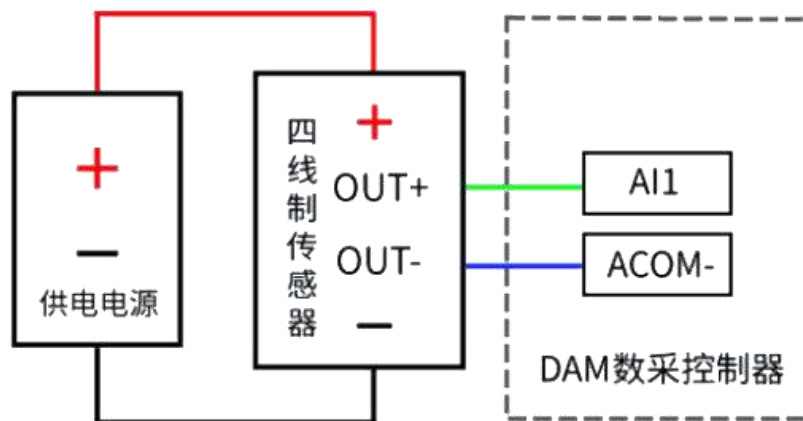 +
−
供电电源
四线制传感器
+
OUT+
OUT-
−
AI1
ACOM-
DAM数采控制器